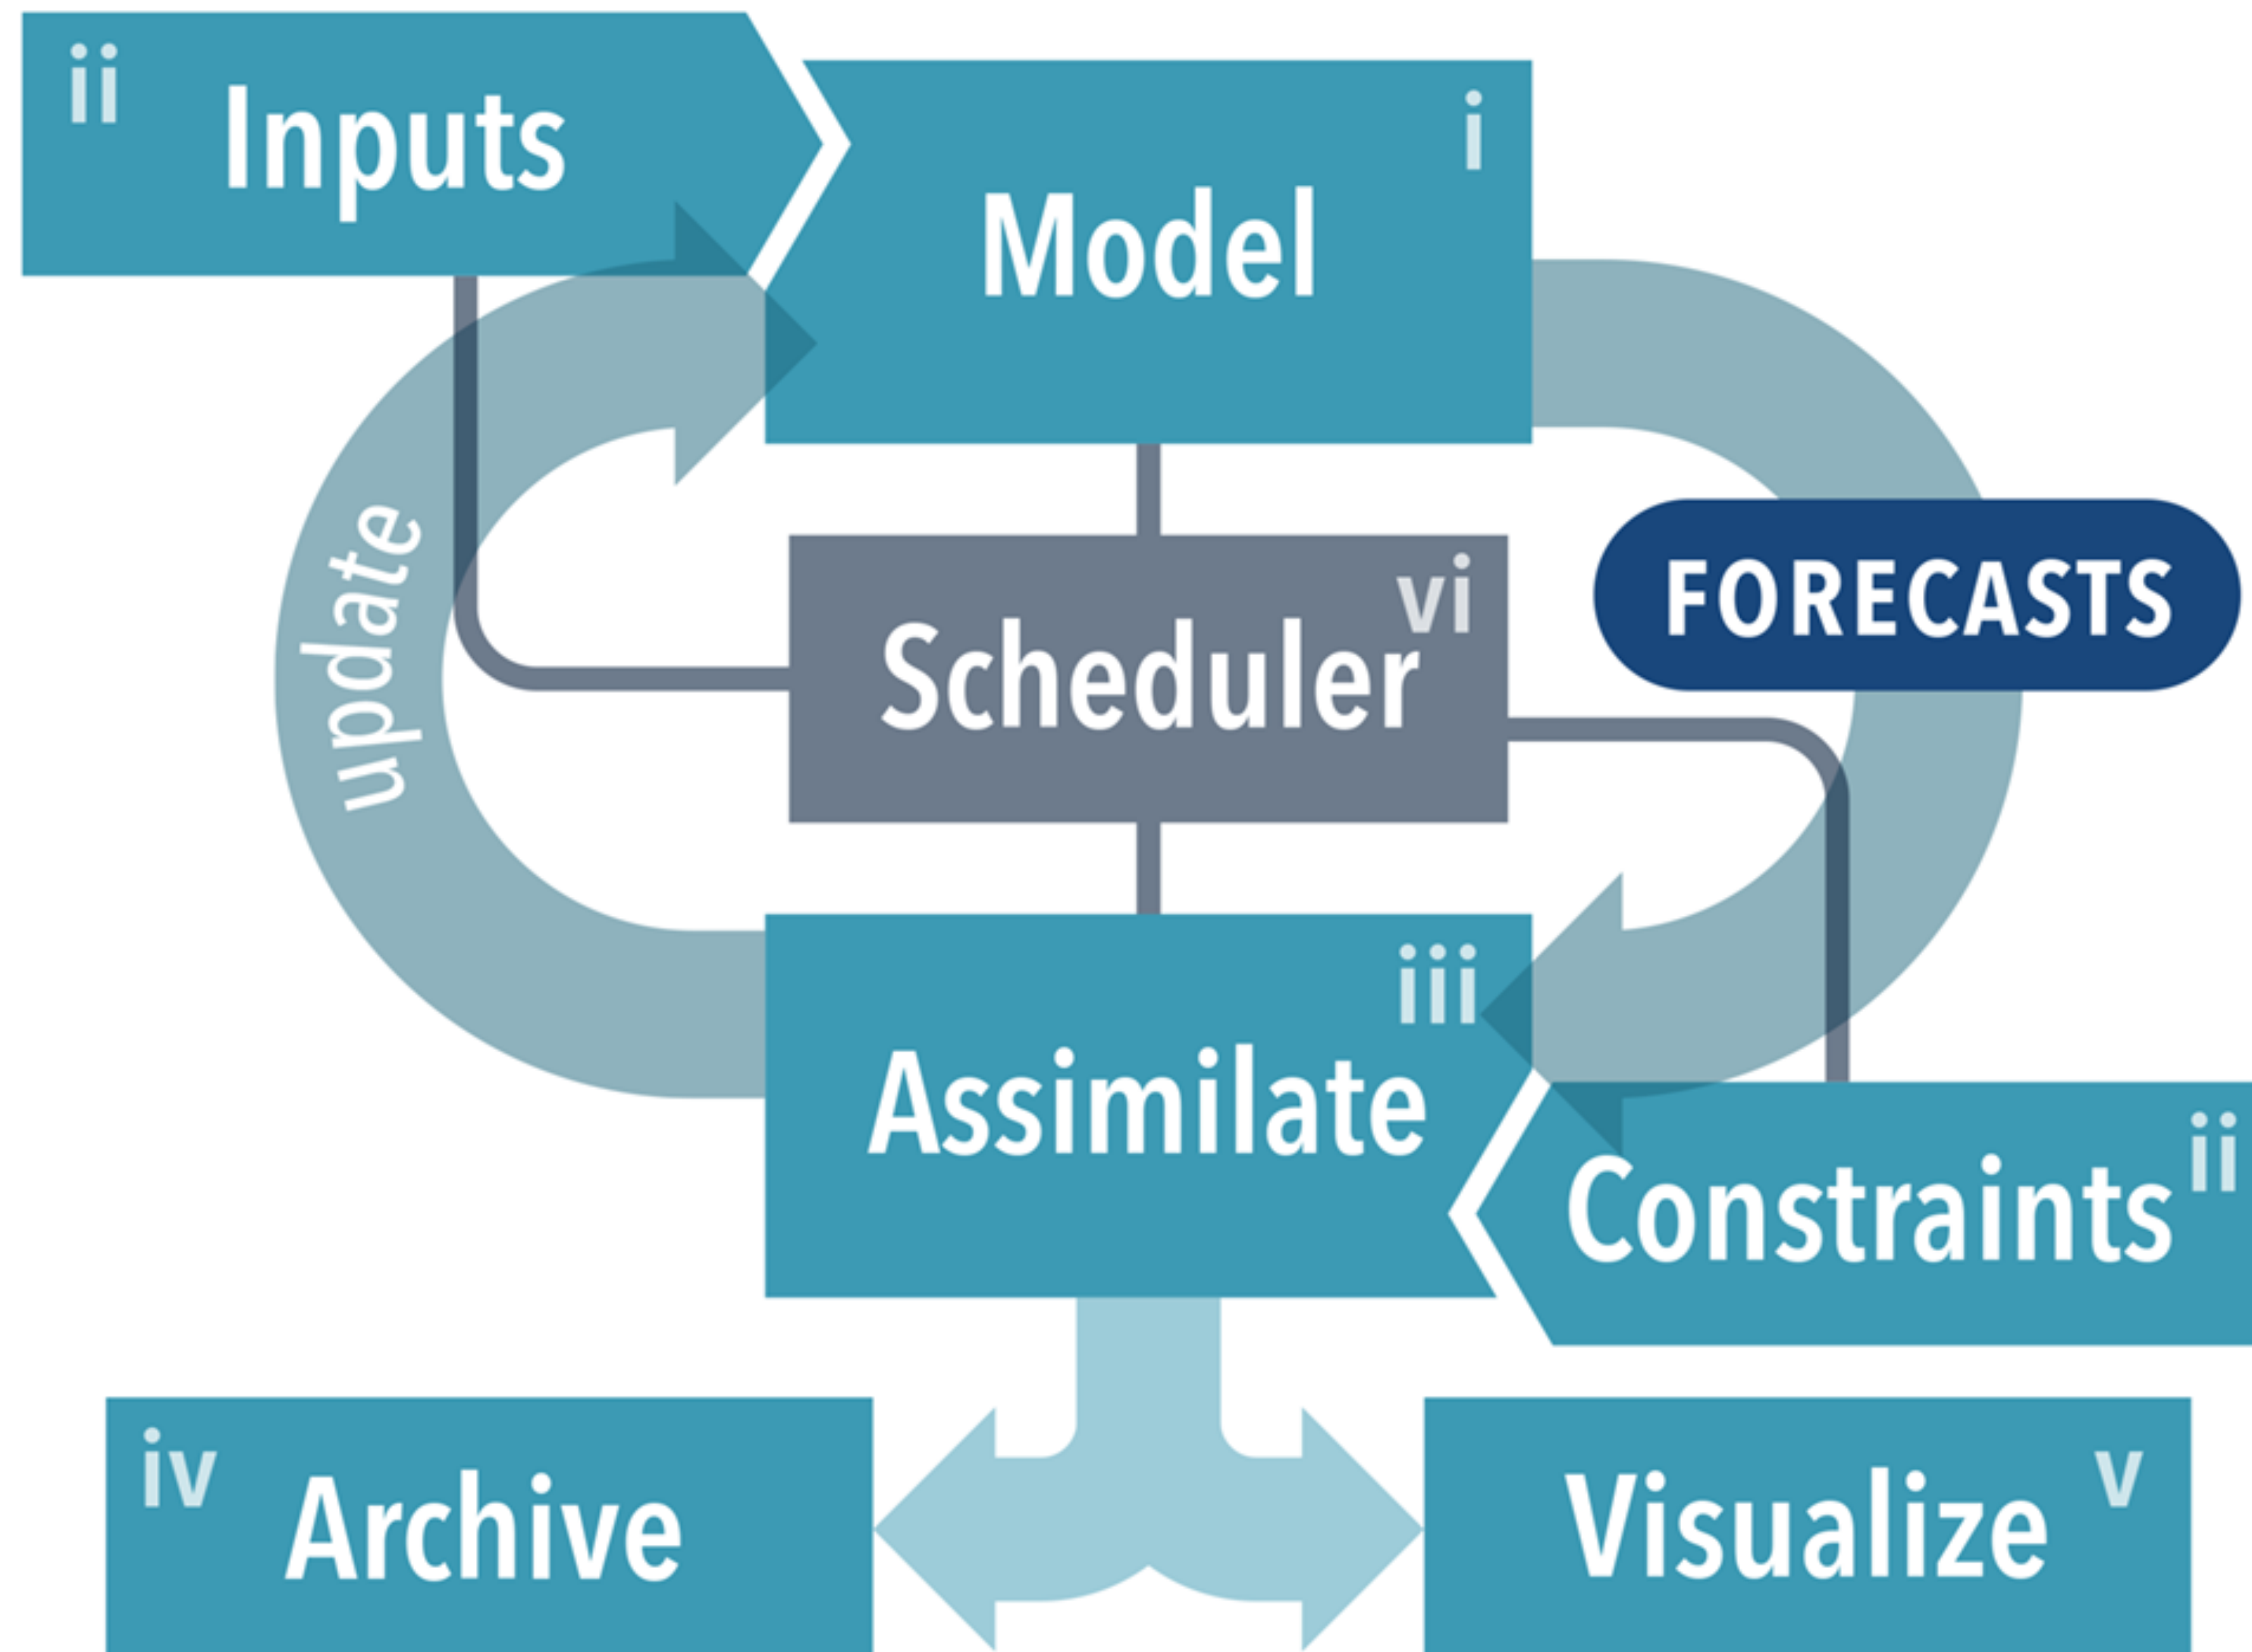 ii
Inputs
i
Model
vi
Scheduler
FORECASTS
update
iii
Assimilate
ii
Constraints
iv
Archive
v
Visualize